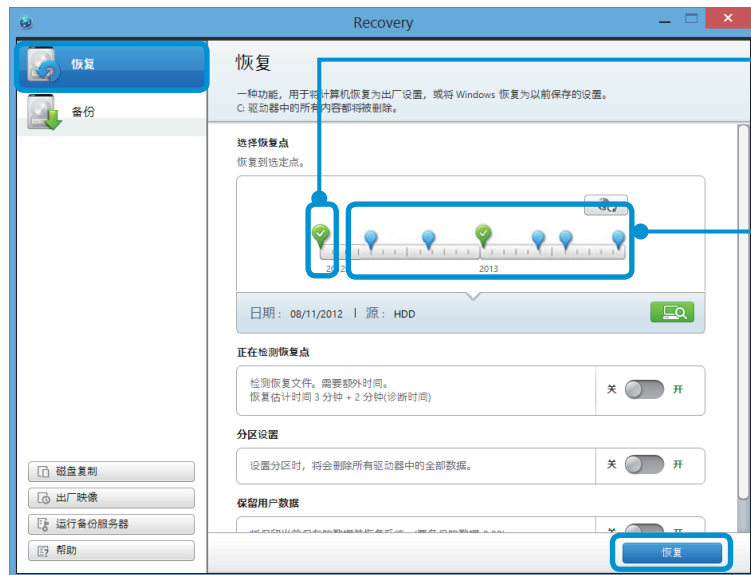 Recovery
恢复
备份
恢复
一种功能，用于将计算机恢复为出厂设置，或将 Windows 恢复为以前保存的设置。
C: 驱动器中的所有内容都将被删除。
选择恢复点
恢复到选定点。
2012
2013
日期： 08/11/2012 | 源： HDD
正在检测恢复点
检测恢复文件。需要额外时间。
恢复估计时间 3 分钟 + 2 分钟(诊断时间)
关 开
分区设置
设置分区时，将会删除所有驱动器中的全部数据。
关 开
保留用户数据
磁盘复制
出厂映像
运行备份服务器
帮助
恢复